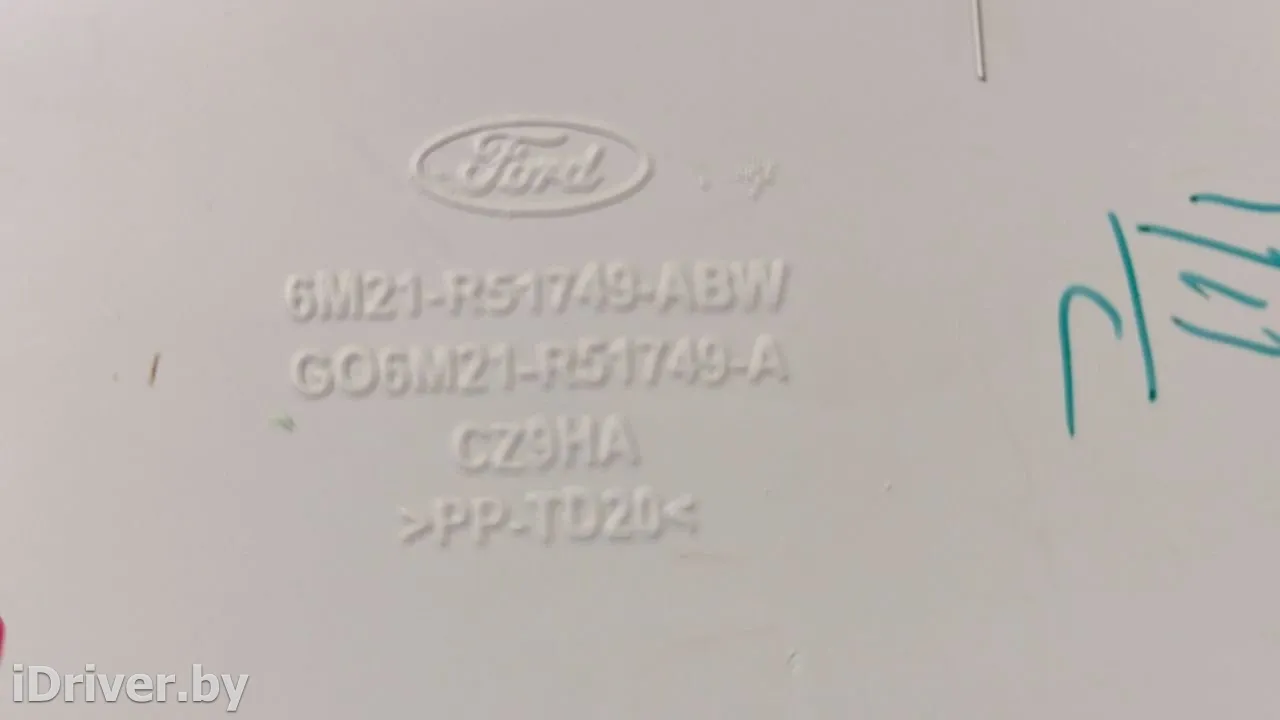 Ford
6M21-R51749-ABW
GO6M21-R51749-A
CZ9HA
>PP-TD20<
iDriver.by